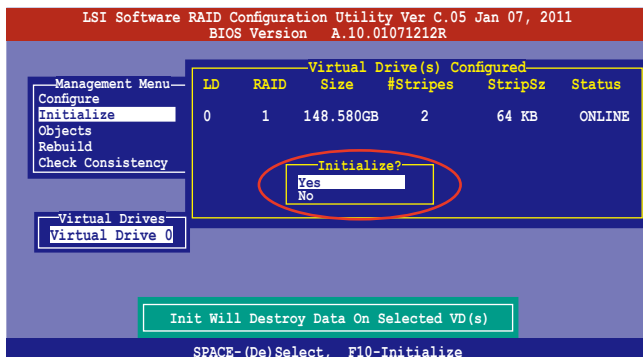 LSI Software RAID Configuration Utility Ver C.05 Jan 07, 2011
BIOS Version A.10.01071212R
Management Menu
Configure
Initialize
Objects
Rebuild
Check Consistency
Virtual Drive(s) Configured
LD RAID Size #Stripes StripSz Status
0 1 148.580GB 2 64 KB ONLINE
Initialize?
Yes
No
Virtual Drives
Virtual Drive 0
Init Will Destroy Data On Selected VD(s)
SPACE-(De)Select, F10-Initialize